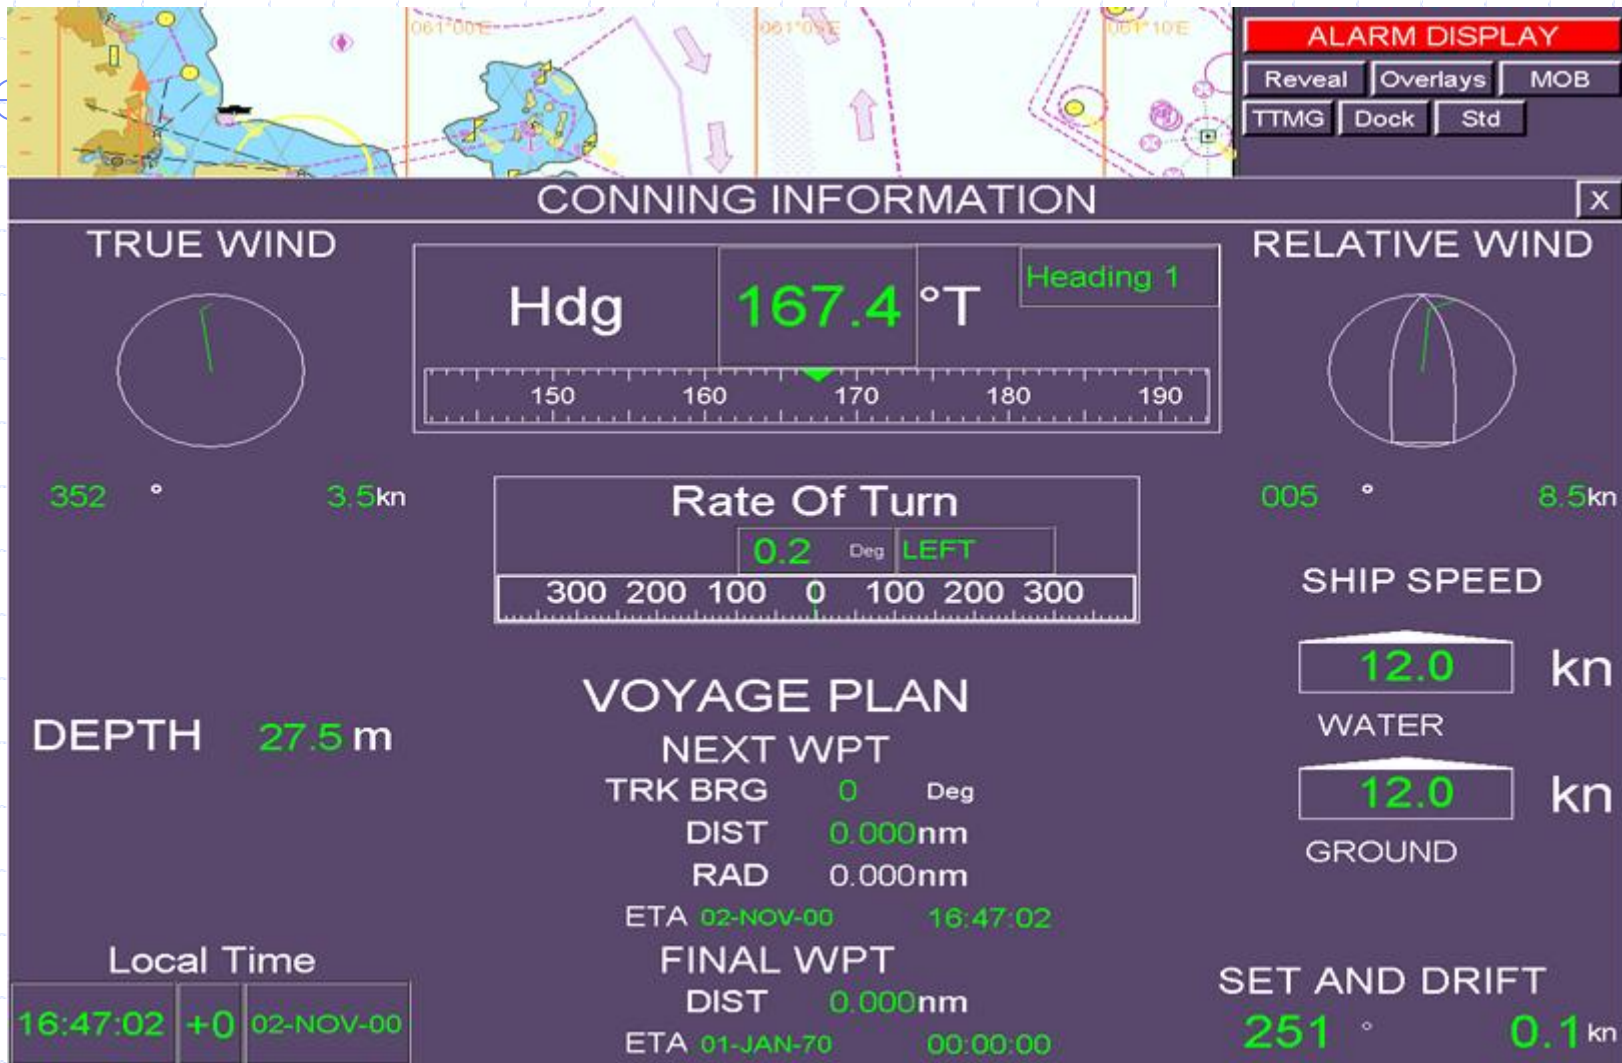 061°00'E 061°05'E 061°10'E
ALARM DISPLAY
Reveal Overlays MOB
TTMG Dock Std
CONNING INFORMATION X
TRUE WIND
352 ° 3.5kn
Hdg 167.4 °T Heading 1
150 160 170 180 190
RELATIVE WIND
005 ° 8.5kn
Rate Of Turn
0.2 Deg LEFT
300 200 100 0 100 200 300
SHIP SPEED
12.0 kn
WATER
12.0 kn
GROUND
DEPTH 27.5 m
VOYAGE PLAN
NEXT WPT
TRK BRG 0 Deg
DIST 0.000nm
RAD 0.000nm
ETA 02-NOV-00 16:47:02
FINAL WPT
DIST 0.000nm
ETA 01-JAN-70 00:00:00
Local Time
16:47:02 +0 02-NOV-00
SET AND DRIFT
251 ° 0.1 kn